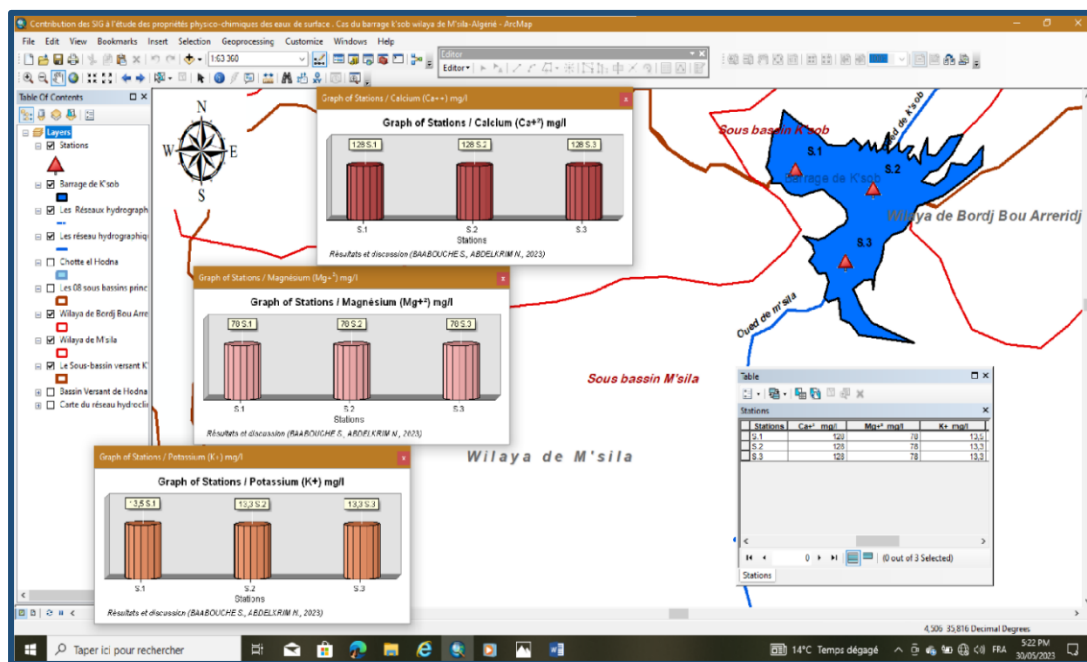 Contribution des SIG à l'étude des propriétés physico-chimiques des eaux de surface . Cas du barrage k'sob wilaya de M'sila-Algérie - ArcMap
File Edit View Bookmarks Insert Selection Geoprocessing Customize Windows Help
1:63 360
Editor
Editor
Table Of Contents
Layers
Stations
Barrage de K'sob
Les Réseaux hydrograph
Les réseau hydrographiqu
Chotte el Hodna
Les 08 sous bassins princ
Wilaya de Bordj Bou Arre
Wilaya de M'sila
Le Sous-bassin versant K'
Bassin Versant de Hodna
Carte du réseau hydroclin
N
W E
S
Graph of Stations / Calcium (Ca++) mg/l
Graph of Stations / Calcium (Ca+²) mg/l
128 S.1 128 S.2 128 S.3
S.1 S.2 S.3
Stations
Résultats et discussion (BAABOUCHE S., ABDELKRIM N., 2023)
Graph of Stations / Magnésium (Mg+²) mg/l
Graph of Stations / Magnésium (Mg+²) mg/l
78 S.1 78 S.2 78 S.3
S.1 S.2 S.3
Stations
Résultats et discussion (BAABOUCHE S., ABDELKRIM N., 2023)
Graph of Stations / Potassium (K+) mg/l
Graph of Stations / Potassium (K+) mg/l
13,5 S.1 13,3 S.2 13,3 S.3
S.1 S.2 S.3
Stations
Résultats et discussion (BAABOUCHE S., ABDELKRIM N., 2023)
Sous bassin K'sob
Oued de k'sob
S.1
S.2
Barrage de K'sob
Wilaya de Bordj Bou Arreridj
S.3
Oued de m'sila
Sous bassin M'sila
Wilaya de M'sila
Table
Stations
Stations Ca+² mg/l Mg+² mg/l K+ mg/l
S.1 128 78 13,5
S.2 128 78 13,3
S.3 128 78 13,3
0 (0 out of 3 Selected)
Stations
4,506 35,816 Decimal Degrees
Taper ici pour rechercher
14°C Temps dégagé
FRA
5:22 PM
30/05/2023